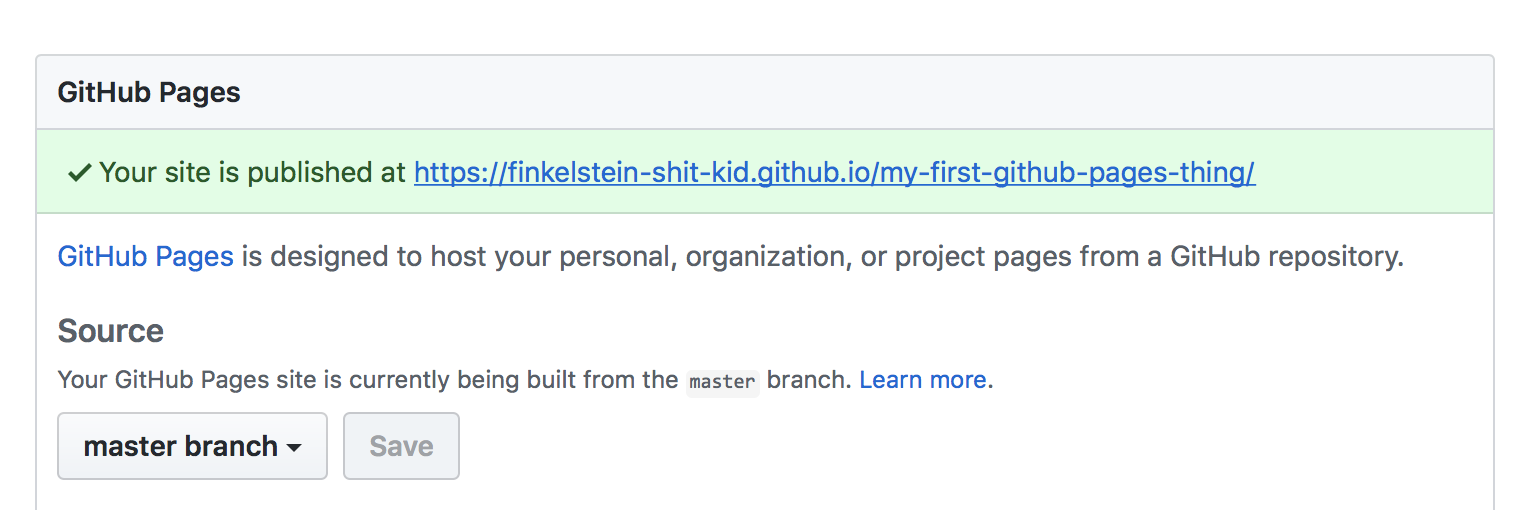 GitHub Pages
Your site is published at https://finkelstein-shit-kid.github.io/my-first-github-pages-thing/
GitHub Pages is designed to host your personal, organization, or project pages from a GitHub repository.
Source
Your GitHub Pages site is currently being built from the master branch. Learn more.
master branch Save